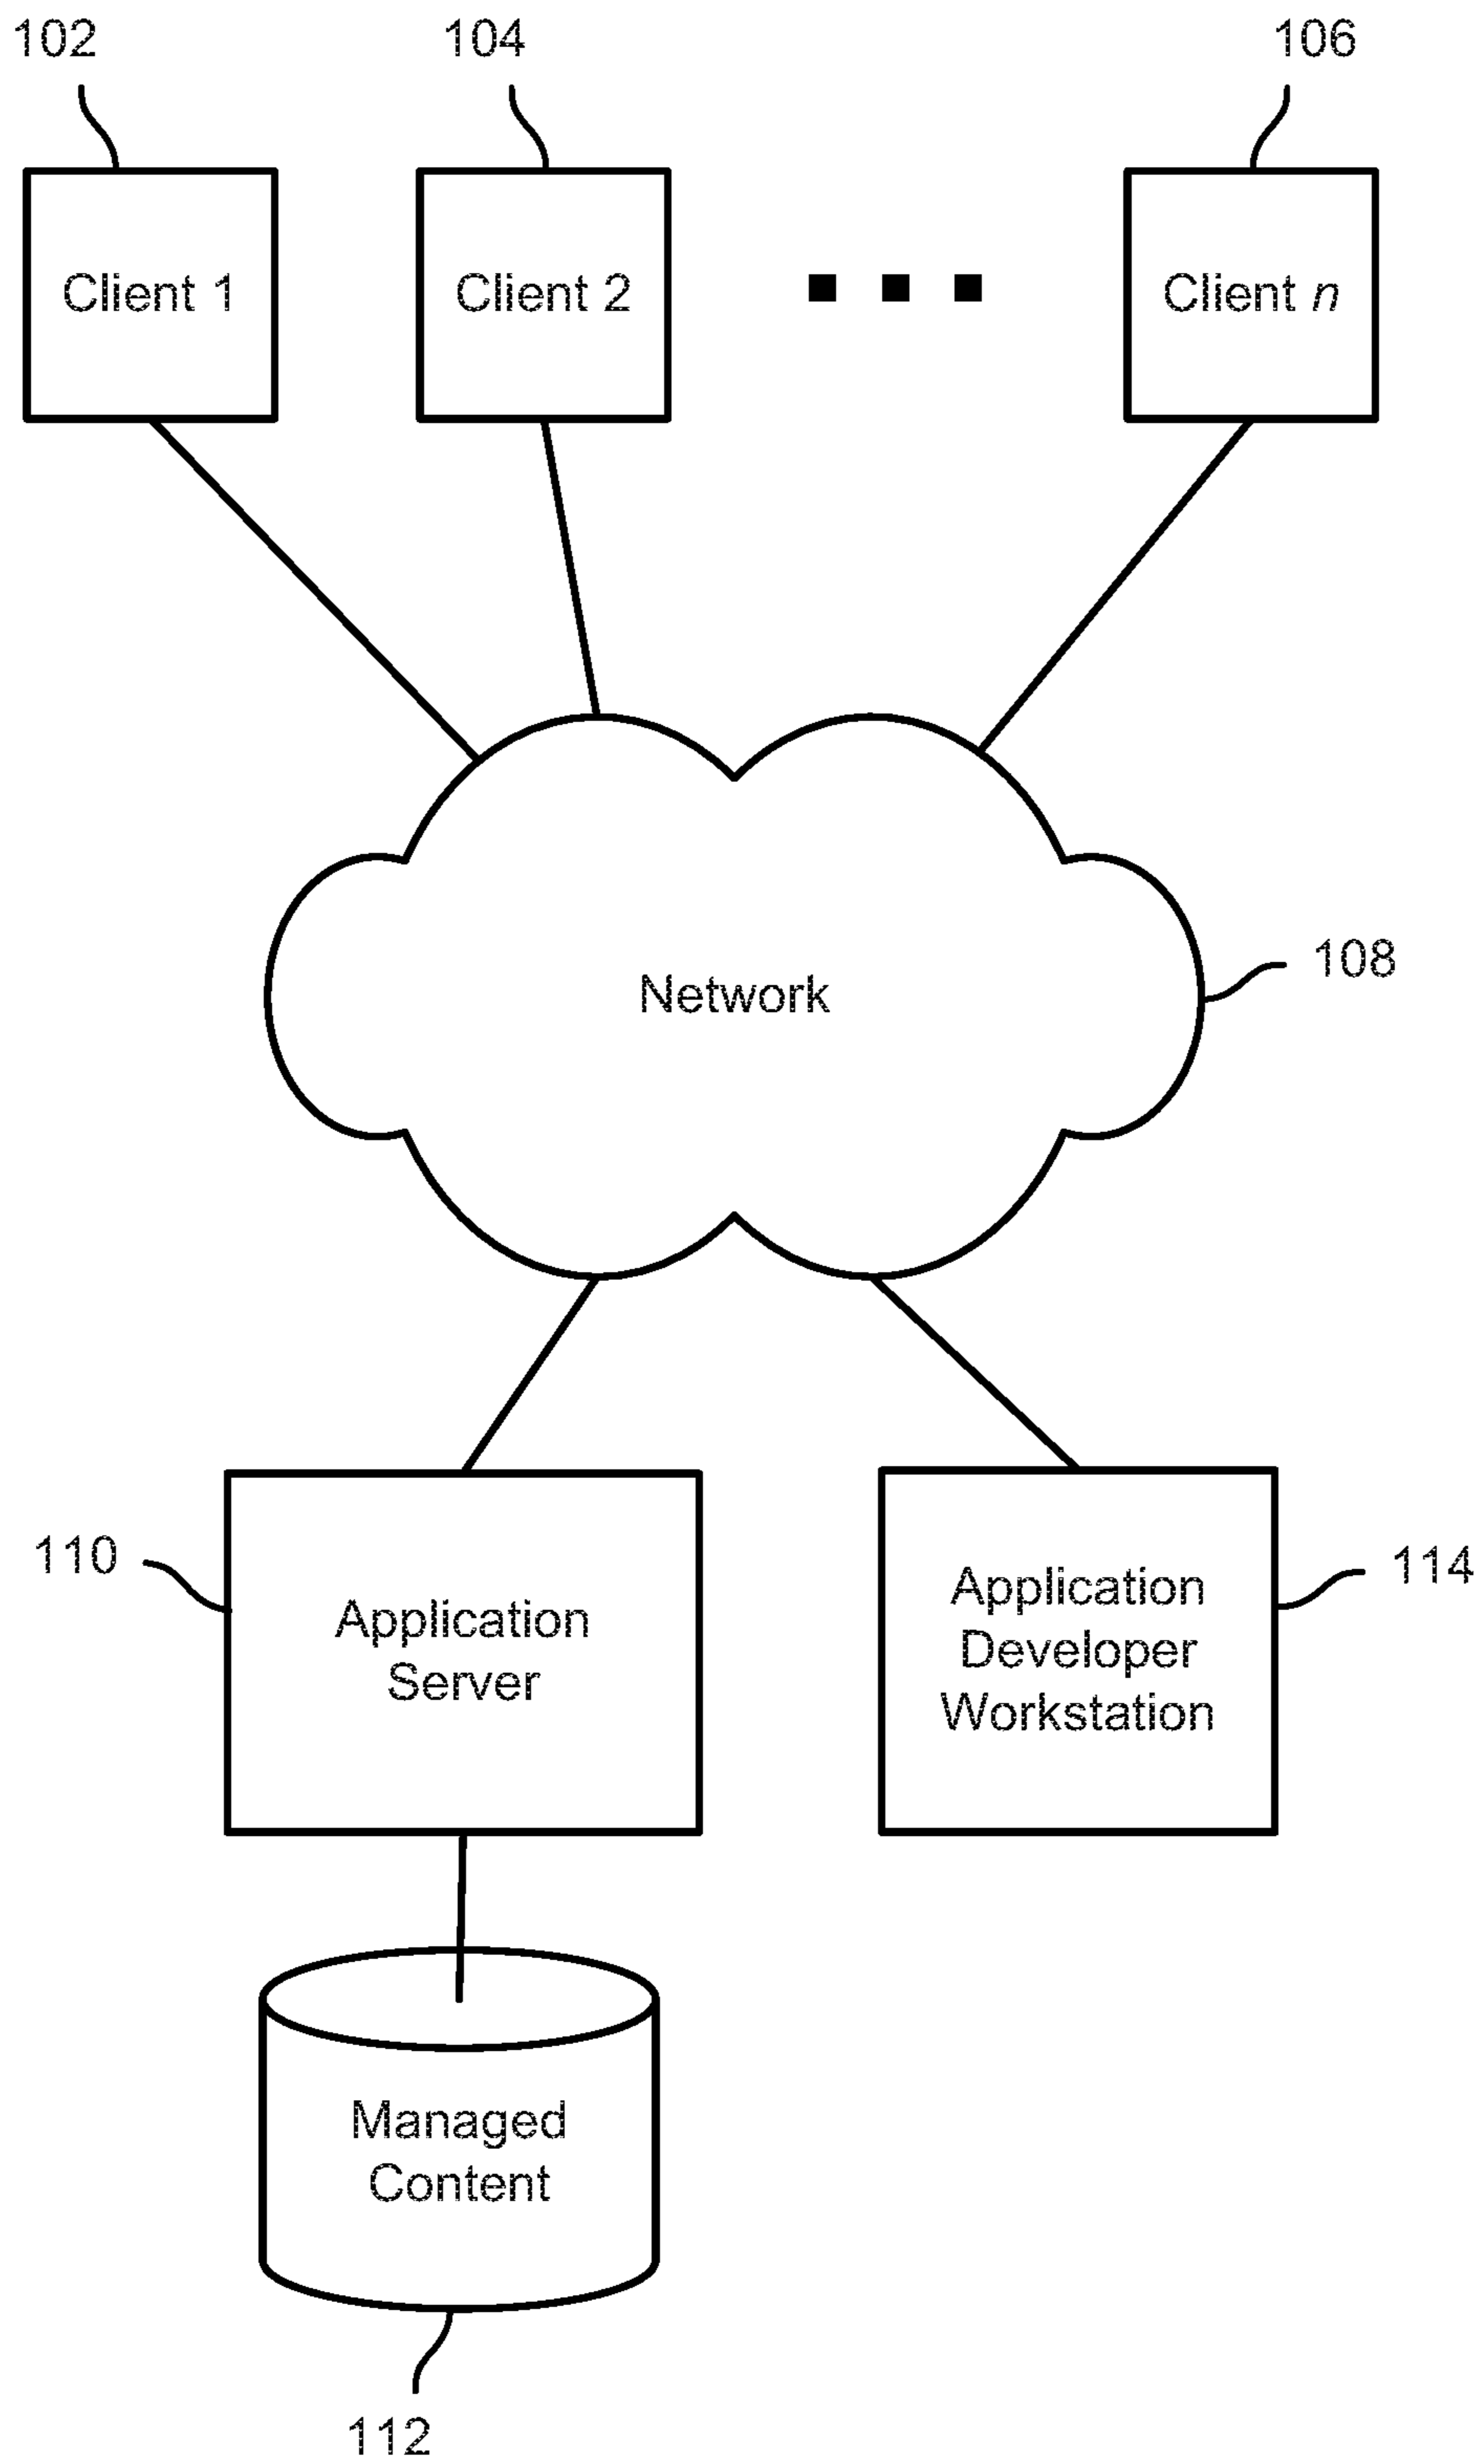 102
104
106
Client 1
Client 2
Client n
Network
108
110
Application
Server
Application
Developer
Workstation
114
Managed
Content
112